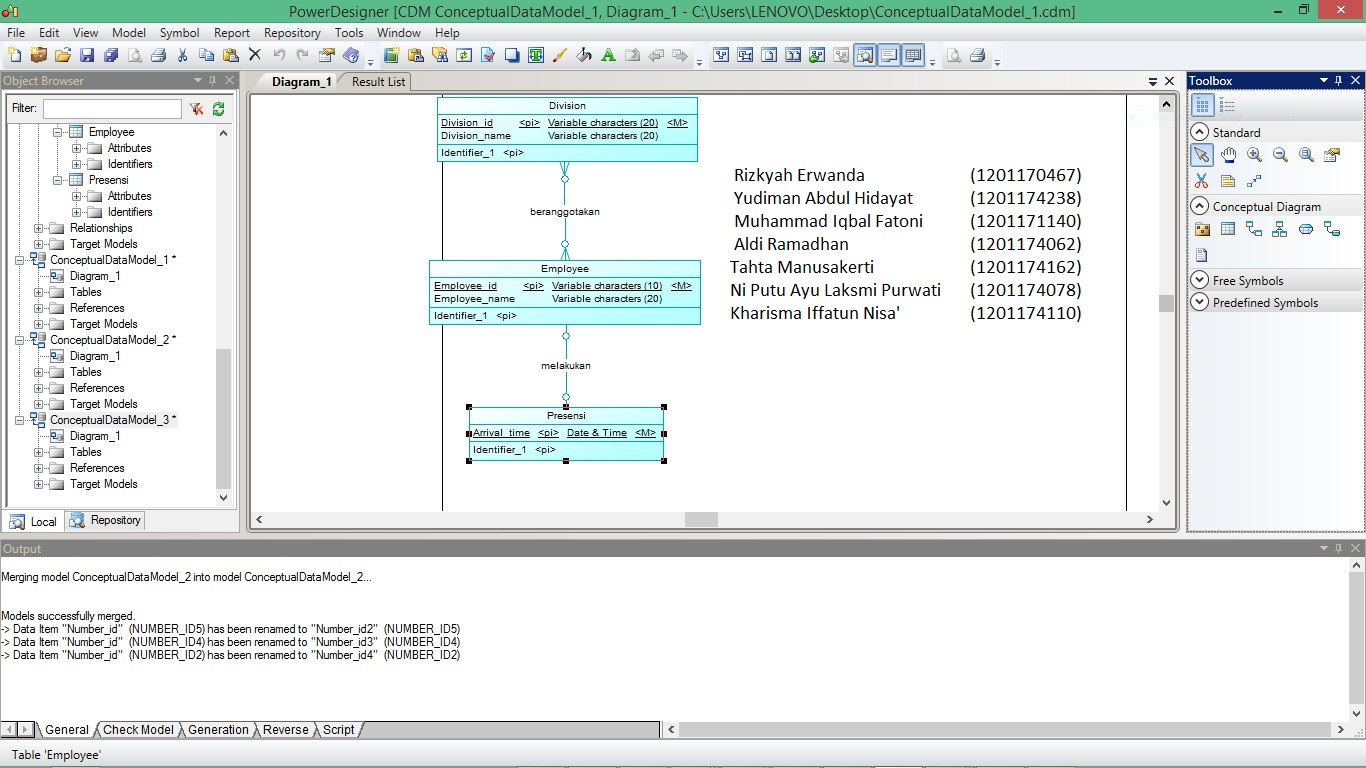 PowerDesigner [CDM ConceptualDataModel_1, Diagram_1 - C:\Users\LENOVO\Desktop\ConceptualDataModel_1.cdm]
File Edit View Model Symbol Report Repository Tools Window Help
Object Browser
Filter:
Employee
Attributes
Identifiers
Presensi
Attributes
Identifiers
Relationships
Target Models
ConceptualDataModel_1 *
Diagram_1
Tables
References
Target Models
ConceptualDataModel_2 *
Diagram_1
Tables
References
Target Models
ConceptualDataModel_3 *
Diagram_1
Tables
References
Target Models
Local Repository
Diagram_1 Result List
Division
Division_id <pi> Variable characters (20) <M>
Division_name Variable characters (20)
Identifier_1 <pi>
beranggotakan
Employee
Employee_id <pi> Variable characters (10) <M>
Employee_name Variable characters (20)
Identifier_1 <pi>
melakukan
Presensi
Arrival_time <pi> Date & Time <M>
Identifier_1 <pi>
Rizkyah Erwanda (1201170467)
Yudiman Abdul Hidayat (1201174238)
Muhammad Iqbal Fatoni (1201171140)
Aldi Ramadhan (1201174062)
Tahta Manusakerti (1201174162)
Ni Putu Ayu Laksmi Purwati (1201174078)
Kharisma Iffatun Nisa' (1201174110)
Toolbox
Standard
Conceptual Diagram
Free Symbols
Predefined Symbols
Output
Merging model ConceptualDataModel_2 into model ConceptualDataModel_2...
Models successfully merged.
-> Data Item "Number_id" (NUMBER_ID5) has been renamed to "Number_id2" (NUMBER_ID5)
-> Data Item "Number_id" (NUMBER_ID4) has been renamed to "Number_id3" (NUMBER_ID4)
-> Data Item "Number_id" (NUMBER_ID2) has been renamed to "Number_id4" (NUMBER_ID2)
General Check Model Generation Reverse Script
Table 'Employee'